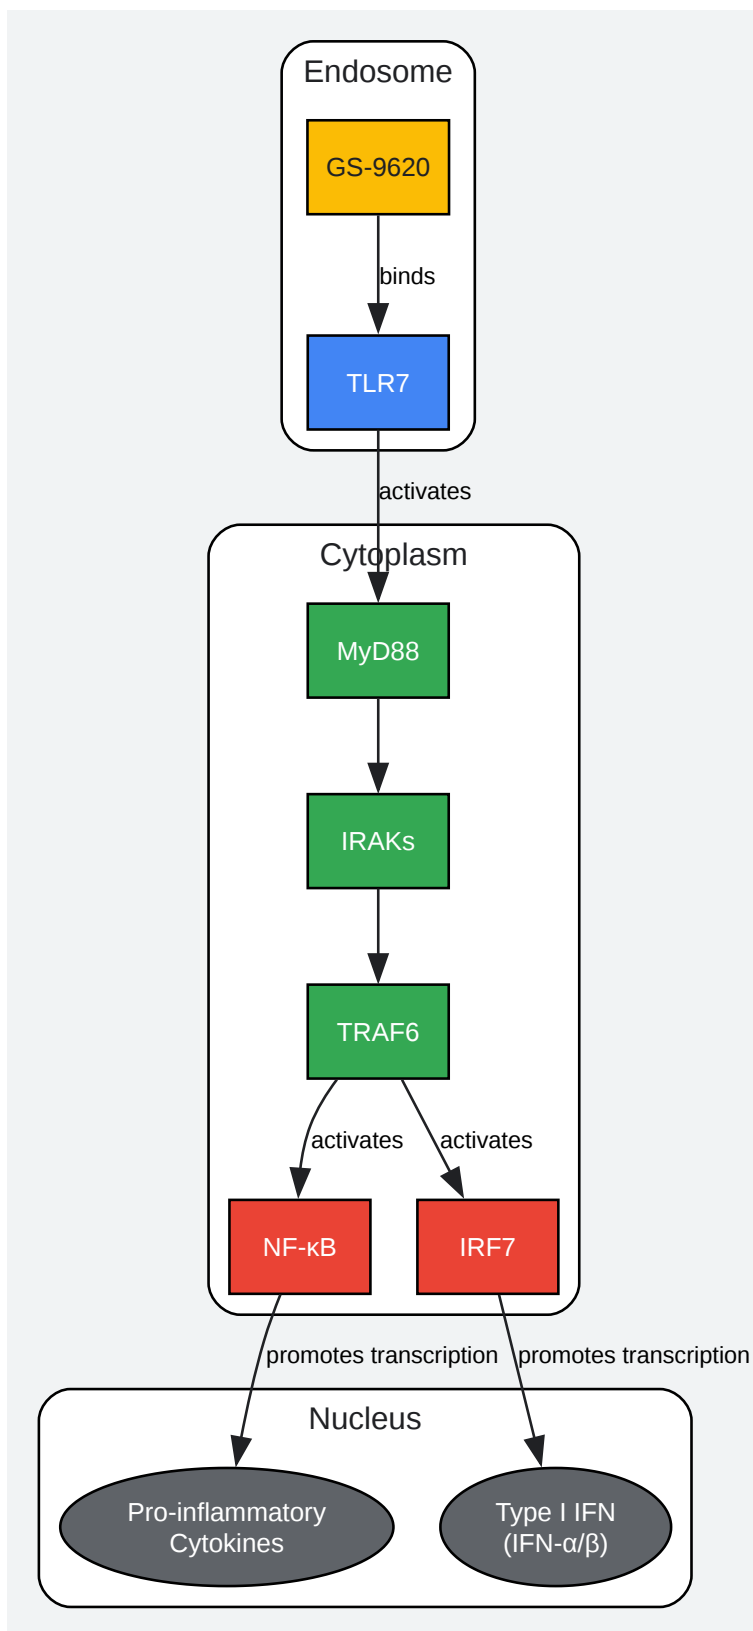 Endosome
GS-9620
binds
TLR7
activates
Cytoplasm
MyD88
IRAKs
TRAF6
activates
activates
NF-κB
IRF7
promotes transcription
promotes transcription
Nucleus
Pro-inflammatory
Cytokines
Type I IFN
(IFN-α/β)